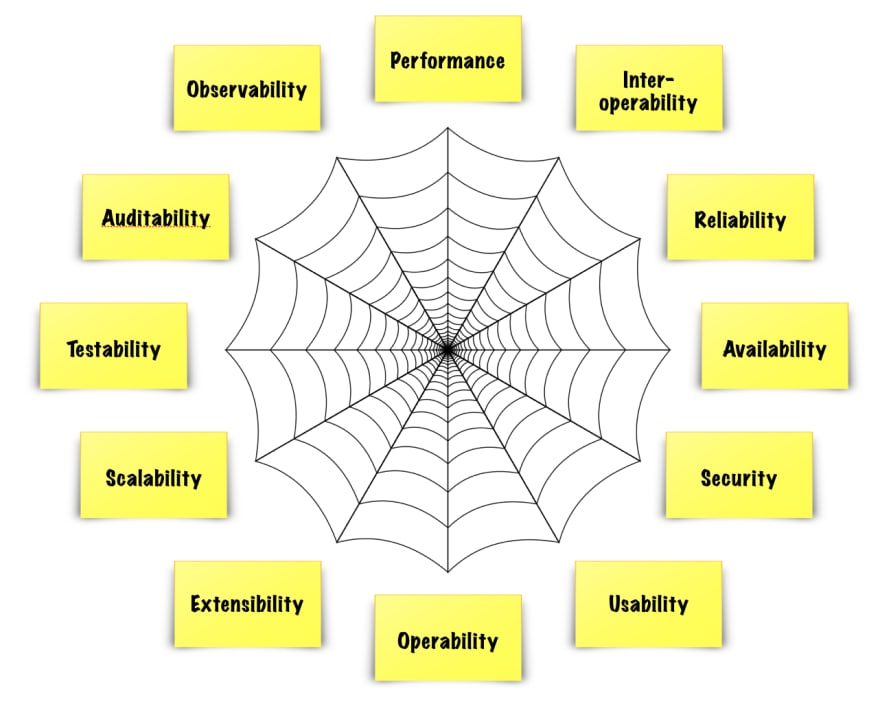 Performance
Observability
Inter-
operability
Auditability
Reliability
Testability
Availability
Scalability
Security
Extensibility
Usability
Operability